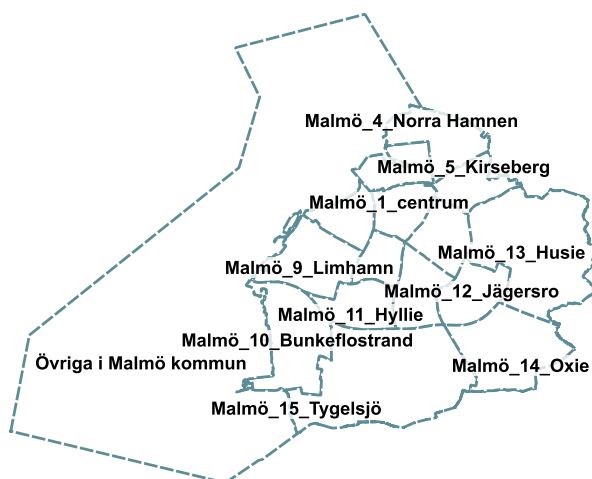 Malmö_4_Norra Hamnen
Malmö_5_Kirseberg
Malmö_1_centrum
Malmö_13_Husie
Malmö_9_Limhamn
Malmö_12_Jägersro
Malmö_11_Hyllie
Malmö_10_Bunkeflostrand
Övriga i Malmö kommun
Malmö_14_Oxie
Malmö_15_Tygelsjö